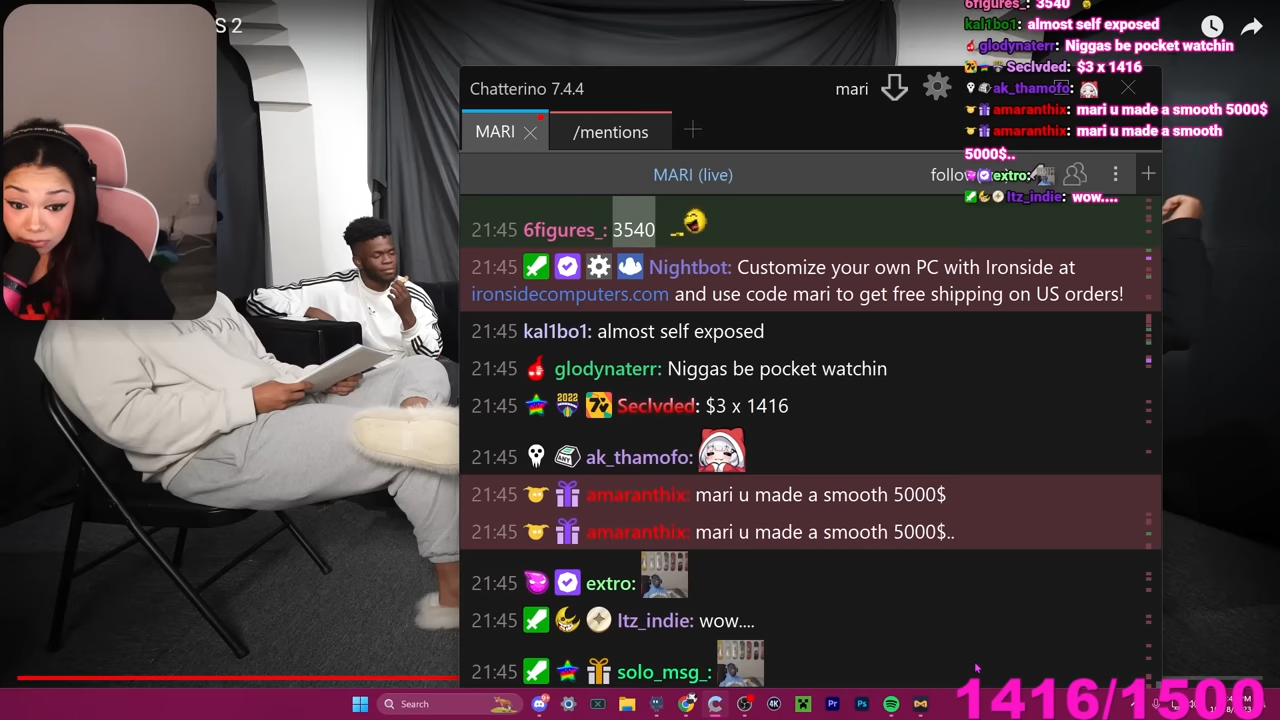 S 2
6figures_: 3540
kal1bo1: almost self exposed
glodynaterr: Niggas be pocket watchin
Seclvded: $3 x 1416
ak_thamofo:
amaranthix: mari u made a smooth 5000$
amaranthix: mari u made a smooth
5000$..
extro:
Itz_indie: wow....
Chatterino 7.4.4
mari
MARI
/mentions
MARI (live)
follow
21:45 6figures_: 3540
21:45 Nightbot: Customize your own PC with Ironside at
ironsidecomputers.com and use code mari to get free shipping on US orders!
21:45 kal1bo1: almost self exposed
21:45 glodynaterr: Niggas be pocket watchin
21:45 Seclvded: $3 x 1416
21:45 ak_thamofo:
21:45 amaranthix: mari u made a smooth 5000$
21:45 amaranthix: mari u made a smooth 5000$..
21:45 extro:
21:45 Itz_indie: wow....
21:45 solo_msg_:
Search
4K
Pr
Ps
1416/1500